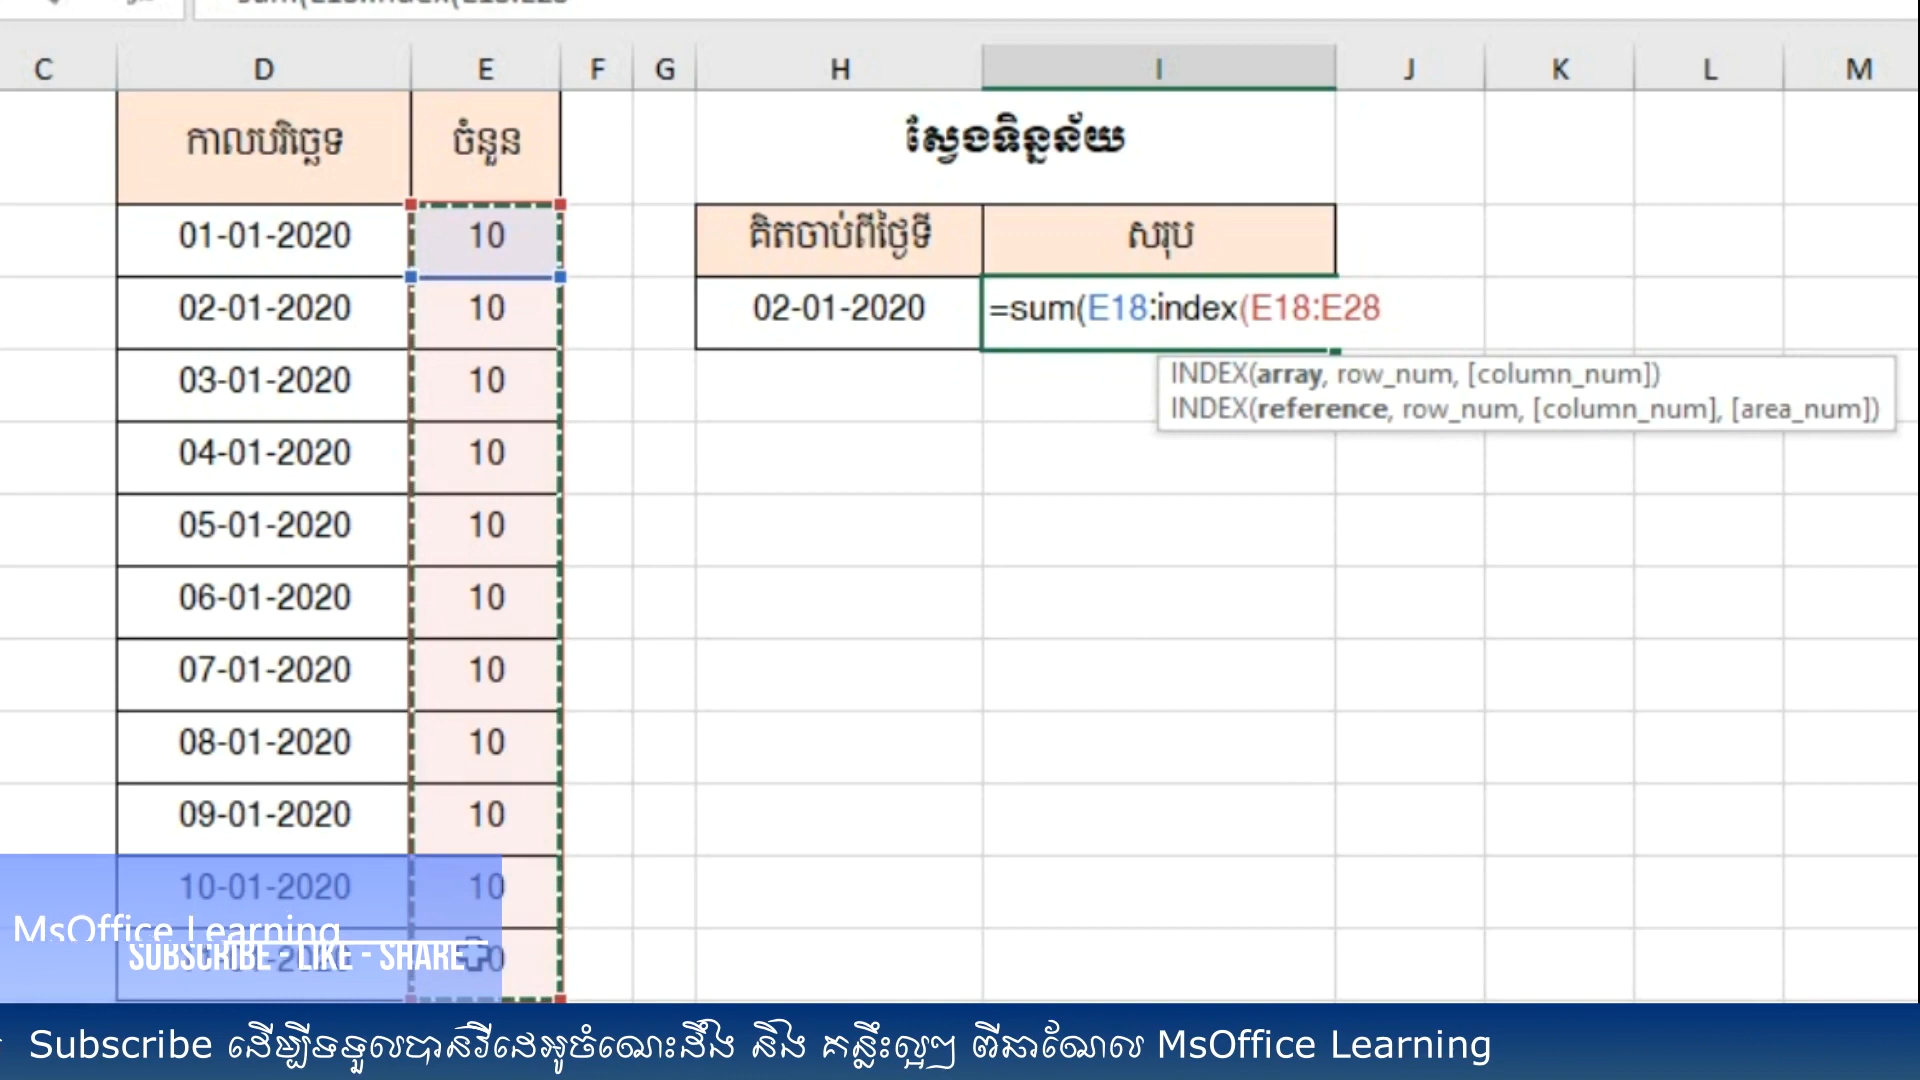 C D E F G H I J K L M
កាលបរិច្ឆេទ ចំនួន
ស្វែងទិន្នន័យ
01-01-2020 10 គិតចាប់ពីថ្ងៃទី សរុប
02-01-2020 10 02-01-2020 =sum(E18:index(E18:E28
INDEX(array, row_num, [column_num])
INDEX(reference, row_num, [column_num], [area_num])
03-01-2020 10
04-01-2020 10
05-01-2020 10
06-01-2020 10
07-01-2020 10
08-01-2020 10
09-01-2020 10
10-01-2020 10
MsOffice Learning
SUBSCRIBE - LIKE - SHARE
Subscribe ដើម្បីទទួលបានវីដេអូចំណេះដឹង និង គន្លឹះល្អៗ ពីឆាណែល MsOffice Learning